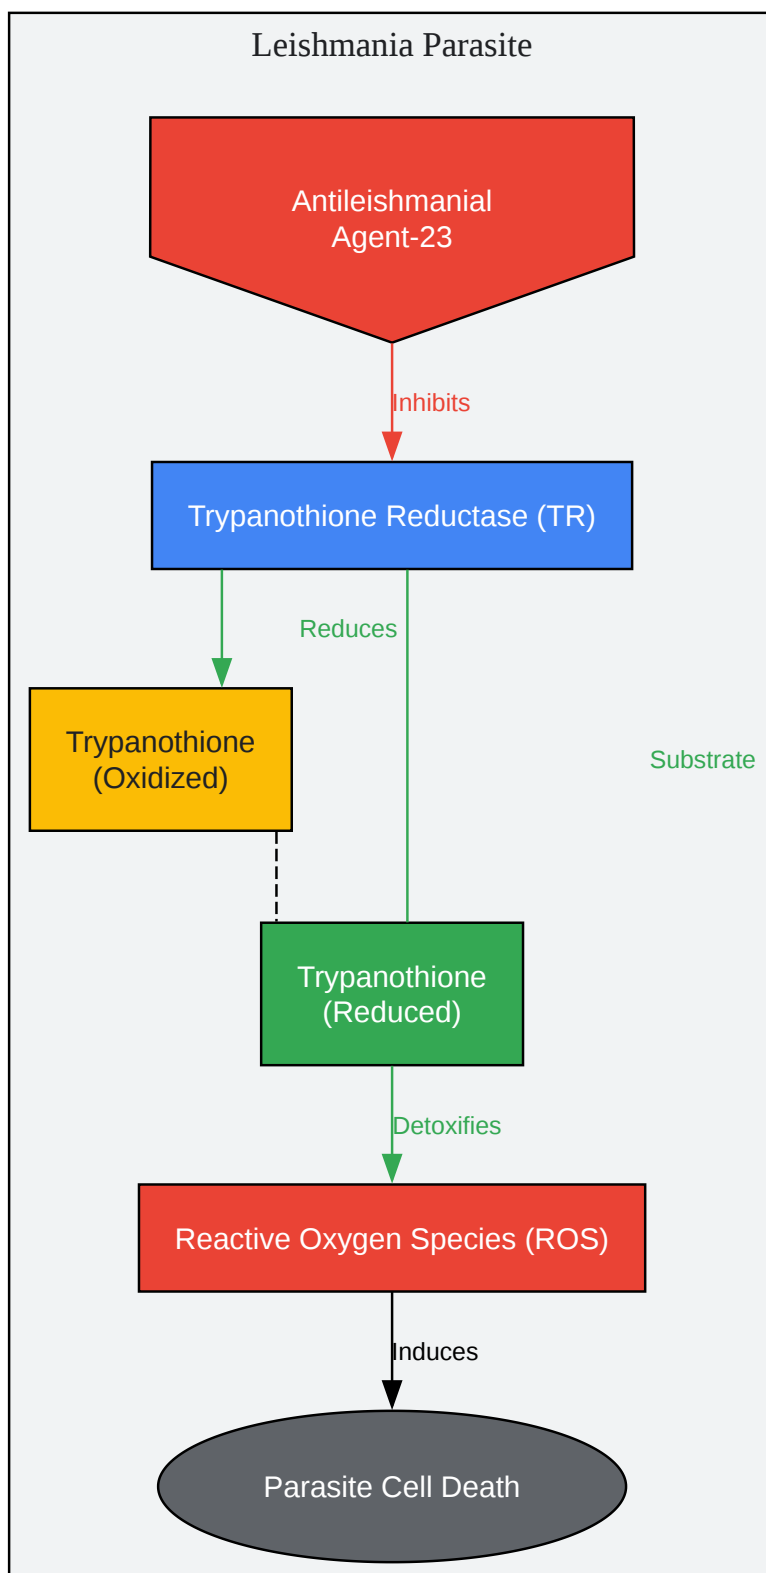 Leishmania Parasite
Antileishmanial
Agent-23
Inhibits
Trypanothione Reductase (TR)
Reduces
Trypanothione
(Oxidized)
Substrate
Trypanothione
(Reduced)
Detoxifies
Reactive Oxygen Species (ROS)
Induces
Parasite Cell Death